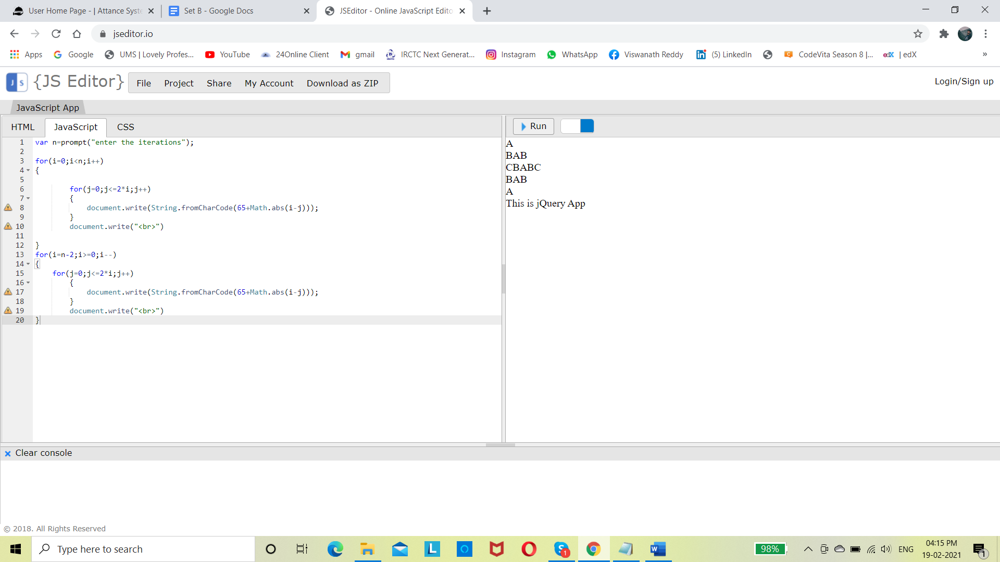 User Home Page - | Attance Syste
Set B - Google Docs
JSEditor - Online JavaScript Edito
jseditor.io
Apps
Google
UMS | Lovely Profes...
YouTube
24Online Client
gmail
IRCTC Next Generat...
Instagram
WhatsApp
Viswanath Reddy
(5) LinkedIn
CodeVita Season 8 |...
edX | edX
»
JS {JS Editor}
File Project Share My Account Download as ZIP
Login/Sign up
JavaScript App
HTML JavaScript CSS
Run
1 var n=prompt("enter the iterations");
2
3 for(i=0;i<n;i++)
4 {
5
6 for(j=0;j<=2*i;j++)
7 {
8 document.write(String.fromCharCode(65+Math.abs(i-j)));
9 }
10 document.write("<br>")
11
12 }
13 for(i=n-2;i>=0;i--)
14 {
15 for(j=0;j<=2*i;j++)
16 {
17 document.write(String.fromCharCode(65+Math.abs(i-j)));
18 }
19 document.write("<br>")
20 }
A
BAB
CBABC
BAB
A
This is jQuery App
Clear console
© 2018. All Rights Reserved
Type here to search
L
1
W
98%
ENG
04:15 PM
19-02-2021
1